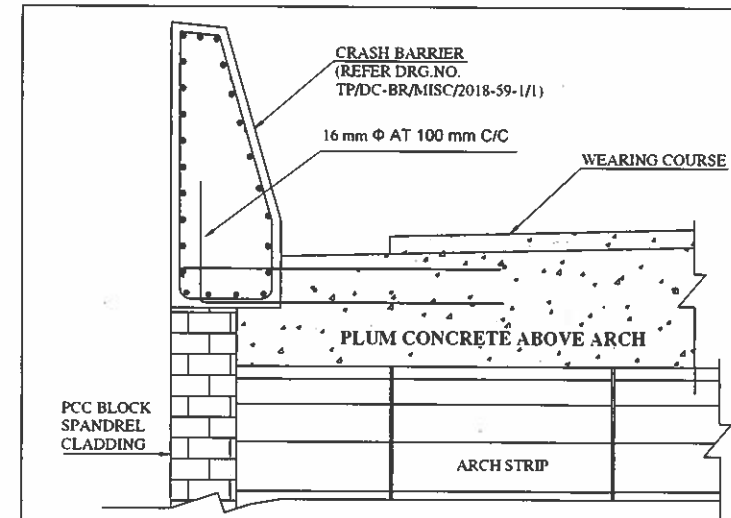 CRASH BARRIER
(REFER DRG.NO.
TP/DC-BR/MISC/2018-59-1/1)
16 mm Φ AT 100 mm C/C
WEARING COURSE
PLUM CONCRETE ABOVE ARCH
PCC BLOCK
SPANDREL
CLADDING
ARCH STRIP